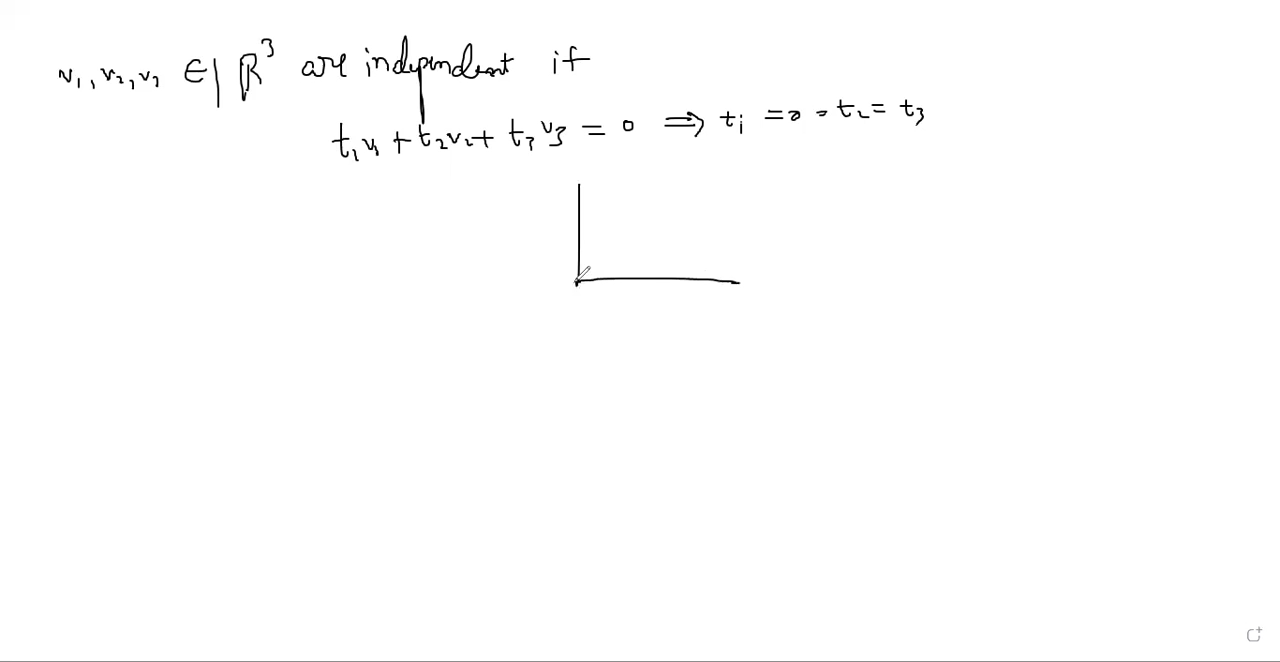 v₁, v₂, v₃ ∈ ℝ³ are independent if
t₁v₁ + t₂v₂ + t₃v₃ = 0 ⟹ t₁ = 0 = t₂ = t₃